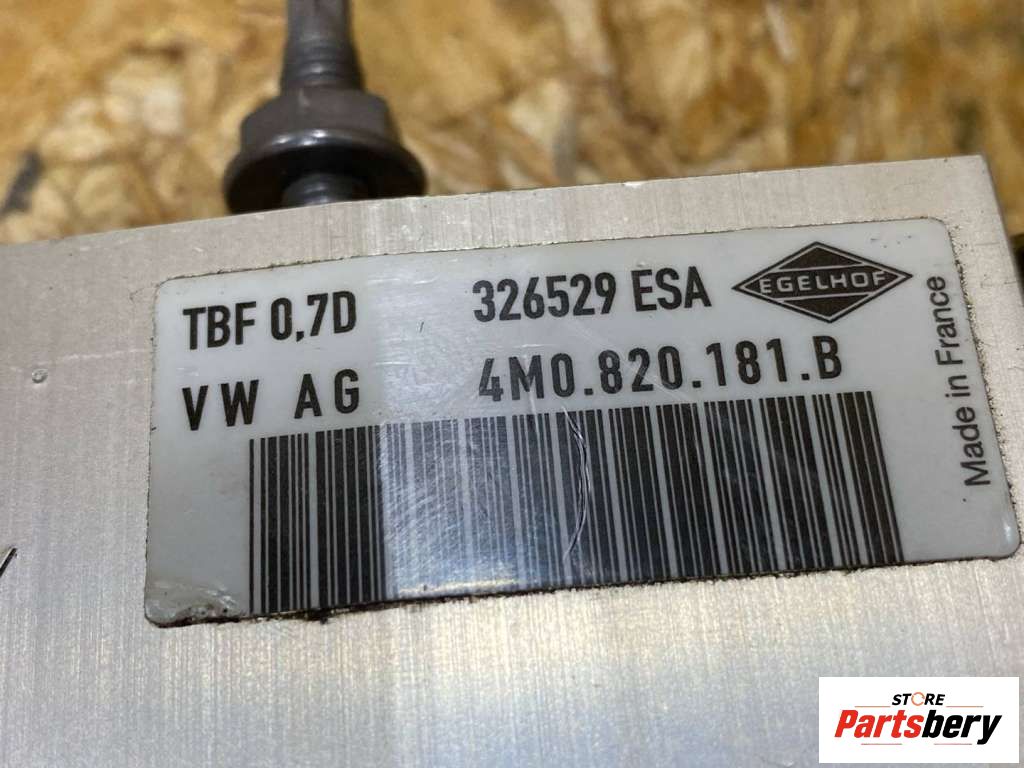 TBF 0,7D 326529 ESA EGELHOF
VW AG 4M0.820.181.B
Made in France
STORE
Partsbery